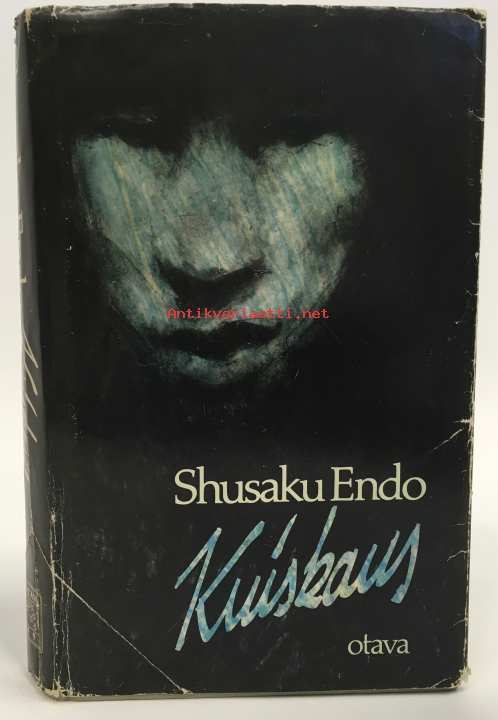 Antikvariaatti.net
Shusaku Endo
Kuiskaus
otava